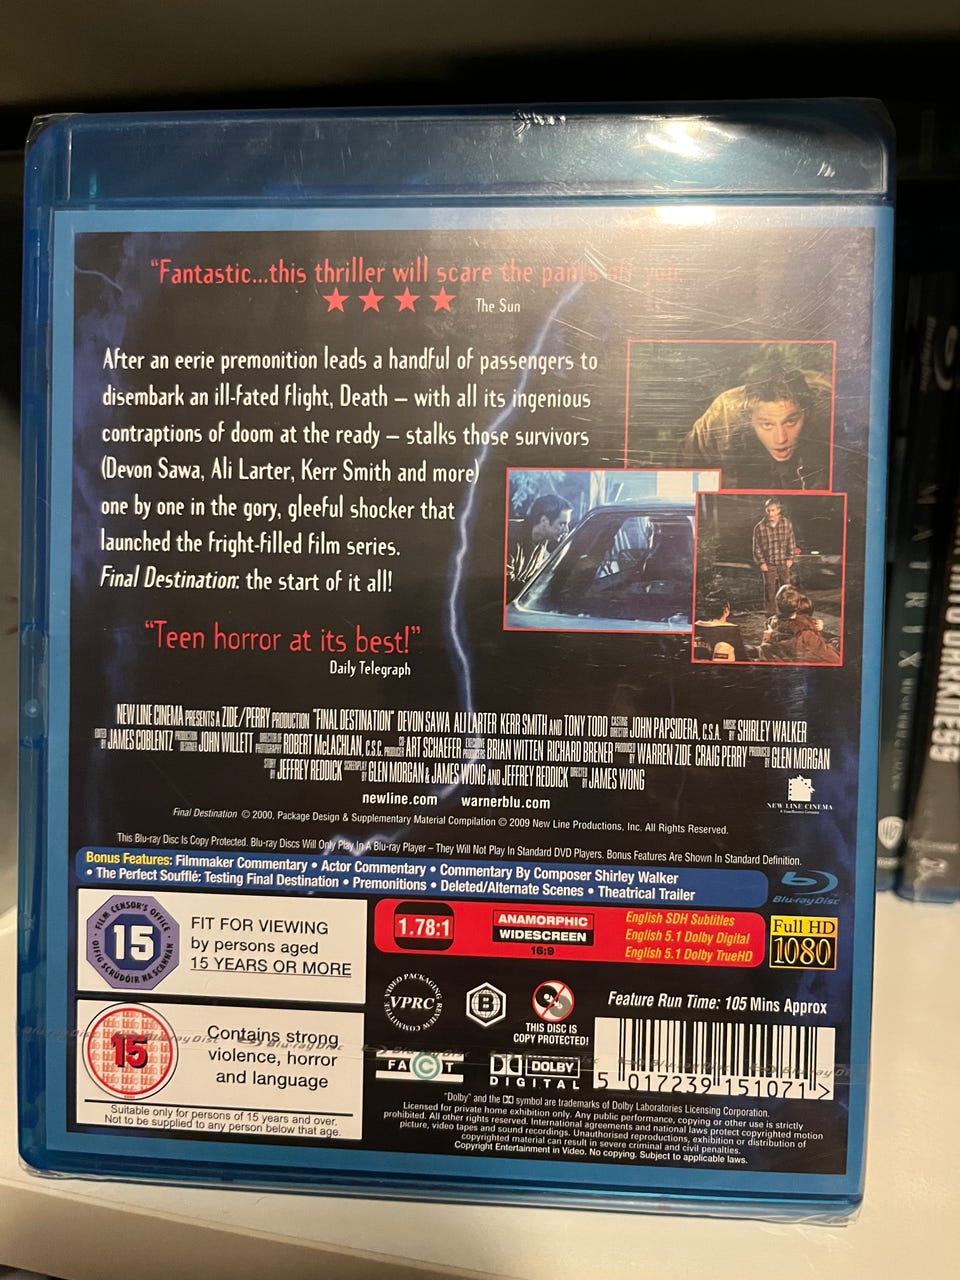 "Fantastic...this thriller will scare the pants off you."
★★★★ The Sun
After an eerie premonition leads a handful of passengers to
disembark an ill-fated flight, Death – with all its ingenious
contraptions of doom at the ready – stalks those survivors
(Devon Sawa, Ali Larter, Kerr Smith and more)
one by one in the gory, gleeful shocker that
launched the fright-filled film series.
Final Destination: the start of it all!
"Teen horror at its best!"
Daily Telegraph
NEW LINE CINEMA PRESENTS A ZIDE/PERRY PRODUCTION "FINAL DESTINATION" DEVON SAWA ALI LARTER KERR SMITH AND TONY TODD CASTING DIRECTOR JOHN PAPSIDERA, C.S.A. MUSIC BY SHIRLEY WALKER
EDITED BY JAMES COBLENTZ PRODUCTION DESIGNER JOHN WILLETT DIRECTOR OF PHOTOGRAPHY ROBERT McLACHLAN, C.S.C. CO-PRODUCER ART SCHAEFER EXECUTIVE PRODUCERS BRIAN WITTEN RICHARD BRENER PRODUCED BY WARREN ZIDE CRAIG PERRY PRODUCED BY GLEN MORGAN
STORY BY JEFFREY REDDICK SCREENPLAY BY GLEN MORGAN & JAMES WONG AND JEFFREY REDDICK DIRECTED BY JAMES WONG
newline.com warnerblu.com
NEW LINE CINEMA
Final Destination © 2000, Package Design & Supplementary Material Compilation © 2009 New Line Productions, Inc. All Rights Reserved.
This Blu-ray Disc Is Copy Protected. Blu-ray Discs Will Only Play In A Blu-ray Player – They Will Not Play In Standard DVD Players. Bonus Features Are Shown In Standard Definition.
Bonus Features: Filmmaker Commentary • Actor Commentary • Commentary By Composer Shirley Walker
• The Perfect Soufflé: Testing Final Destination • Premonitions • Deleted/Alternate Scenes • Theatrical Trailer
Blu-ray Disc
FILM CENSOR'S OFFICE
15
OIFIG SCRÚDÓIR NA SCANNÁN
FIT FOR VIEWING
by persons aged
15 YEARS OR MORE
1.78:1
ANAMORPHIC
WIDESCREEN
16:9
English SDH Subtitles
English 5.1 Dolby Digital
English 5.1 Dolby TrueHD
Full HD
1080
VIDEO PACKAGING REVIEW COMMITTEE
VPRC
B
THIS DISC IS
COPY PROTECTED!
Feature Run Time: 105 Mins Approx
15
Contains strong
violence, horror
and language
Suitable only for persons of 15 years and over.
Not to be supplied to any person below that age.
FACT
DOLBY
DIGITAL
5 017239 151071 >
"Dolby" and the DD symbol are trademarks of Dolby Laboratories Licensing Corporation.
Licensed for private home exhibition only. Any public performance, copying or other use is strictly
prohibited. All other rights reserved. International agreements and national laws protect copyrighted motion
picture, video tapes and sound recordings. Unauthorised reproductions, exhibition or distribution of
copyrighted material can result in severe criminal and civil penalties.
Copyright Entertainment in Video. No copying. Subject to applicable laws.
INTO DARKNESS